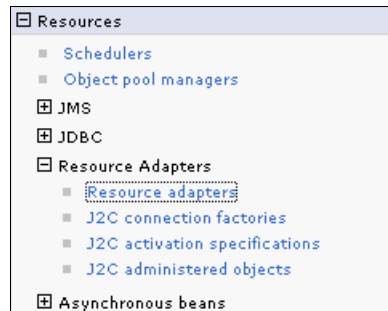 Resources
Schedulers
Object pool managers
JMS
JDBC
Resource Adapters
Resource adapters
J2C connection factories
J2C activation specifications
J2C administered objects
Asynchronous beans